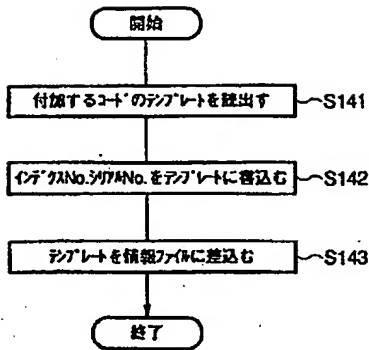 開始
付加するコードのテンプレートを読出す
S141
インデクスNo.シリアルNo.をテンプレートに書込む
S142
テンプレートを情報ファイルに差込む
S143
終了